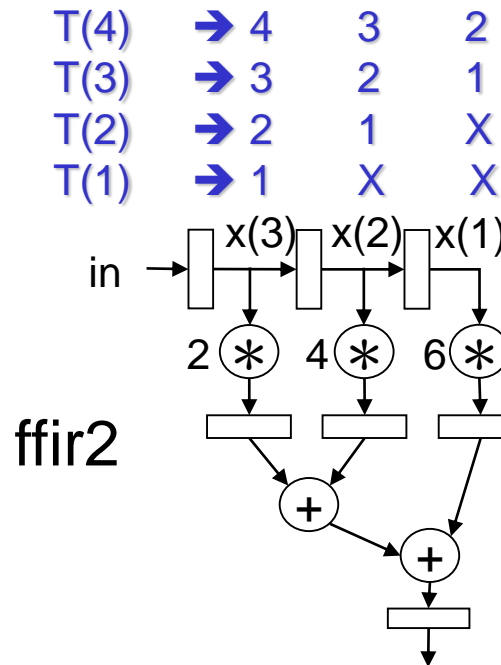 T(4) ➔ 4 3 2
T(3) ➔ 3 2 1
T(2) ➔ 2 1 X
T(1) ➔ 1 X X
x(3) x(2) x(1)
in
2 * 4 * 6 *
ffir2
+
+